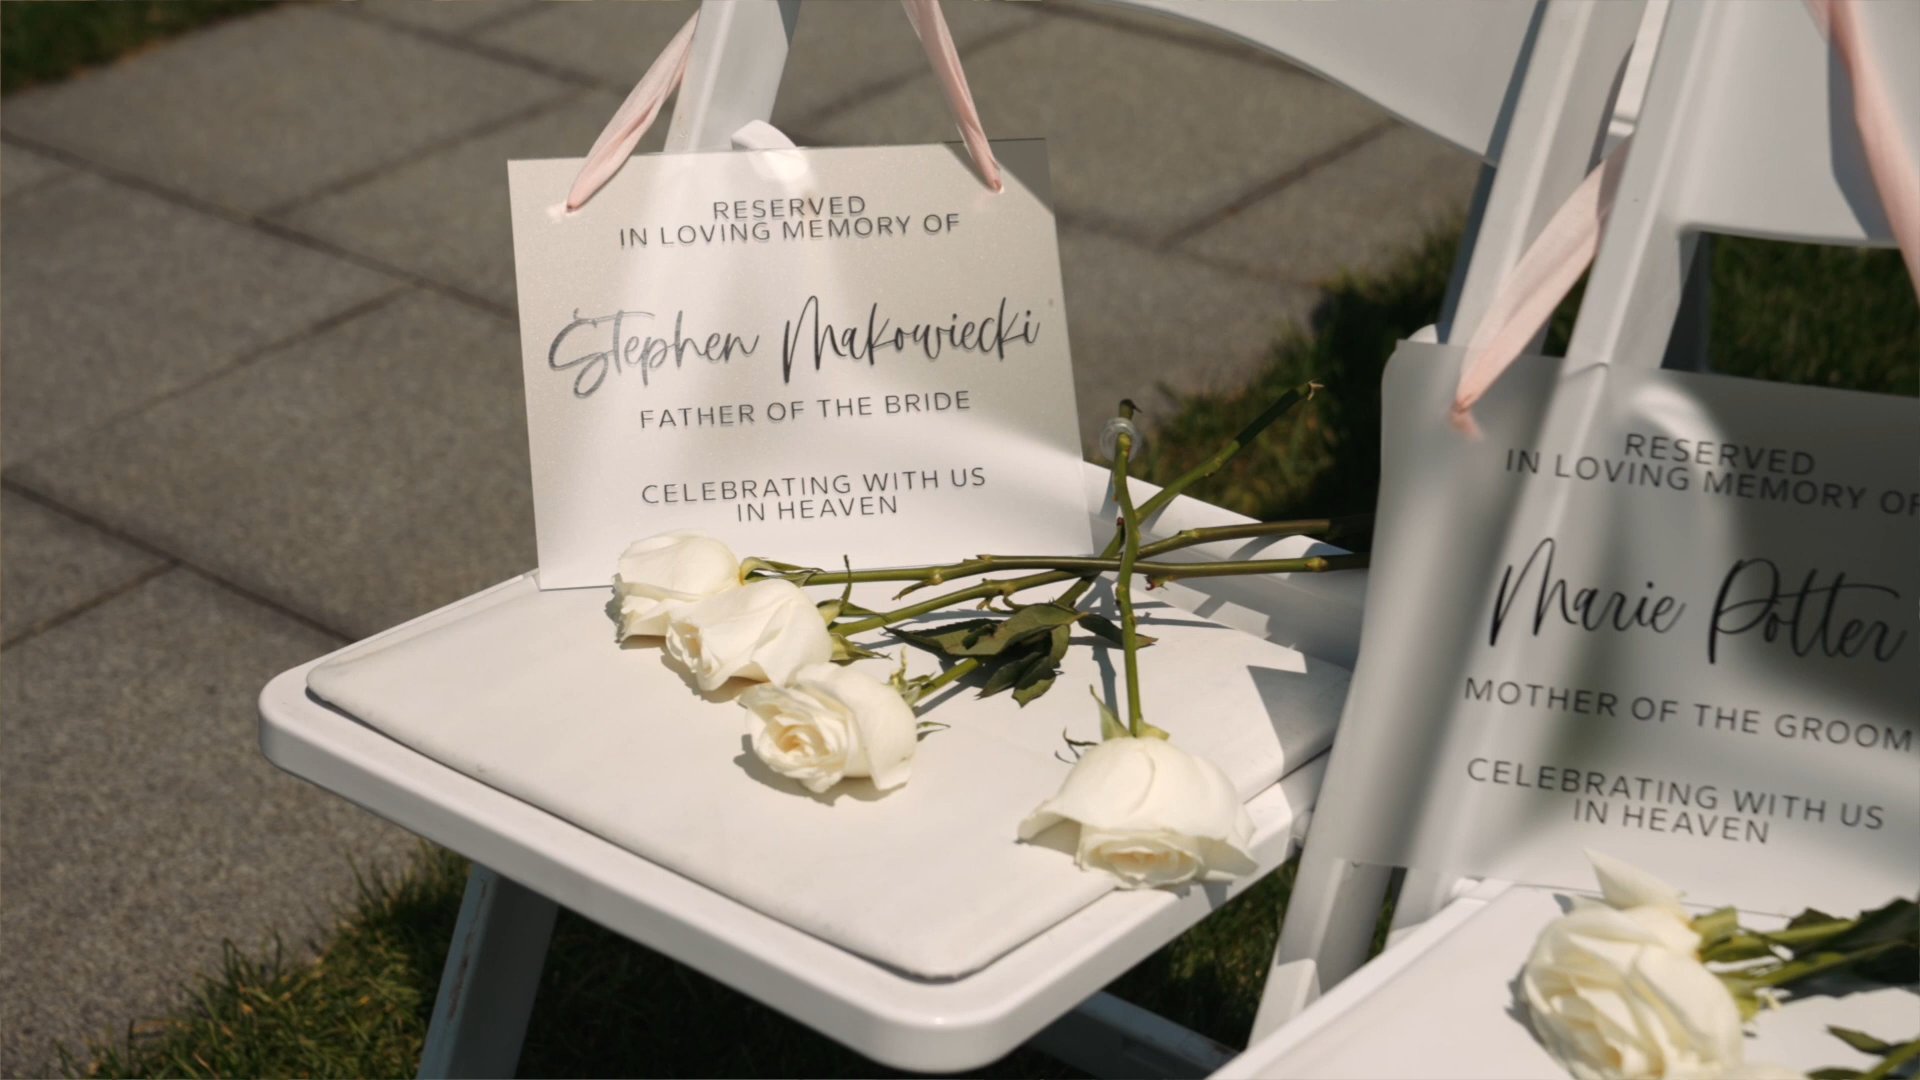 RESERVED
IN LOVING MEMORY OF
Stephen Makowiecki
FATHER OF THE BRIDE
CELEBRATING WITH US
IN HEAVEN
RESERVED
IN LOVING MEMORY OF
Marie Potter
MOTHER OF THE GROOM
CELEBRATING WITH US
IN HEAVEN